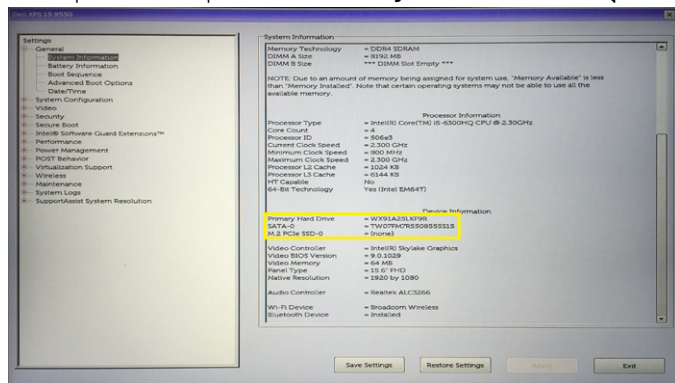 Dell XPS 15 9550
Settings
General
System Information
Battery Information
Boot Sequence
Advanced Boot Options
Date/Time
System Configuration
Video
Security
Secure Boot
Intel® Software Guard Extensions™
Performance
Power Management
POST Behavior
Virtualization Support
Wireless
Maintenance
System Logs
SupportAssist System Resolution
System Information
Memory Technology = DDR4 SDRAM
DIMM A Size = 8192 MB
DIMM B Size *** DIMM Slot Empty ***
NOTE: Due to an amount of memory being assigned for system use, "Memory Available" is less
than "Memory Installed". Note that certain operating systems may not be able to use all the
available memory.
Processor Information
Processor Type = Intel(R) Core(TM) i5-6300HQ CPU @ 2.30GHz
Core Count = 4
Processor ID = 506e3
Current Clock Speed = 2.300 GHz
Minimum Clock Speed = 800 MHz
Maximum Clock Speed = 2.300 GHz
Processor L2 Cache = 1024 KB
Processor L3 Cache = 6144 KB
HT Capable No
64-Bit Technology Yes (Intel EM64T)
Device Information
Primary Hard Drive = WX91A25LKP9R
SATA-0 = TW07FM7R5508555515
M.2 PCIe SSD-0 = (none)
Video Controller = Intel(R) Skylake Graphics
Video BIOS Version = 9.0.1029
Video Memory = 64 MB
Panel Type = 15.6" FHD
Native Resolution = 1920 by 1080
Audio Controller = Realtek ALC3266
Wi-Fi Device = Broadcom Wireless
Bluetooth Device = Installed
Save Settings Restore Settings Apply Exit